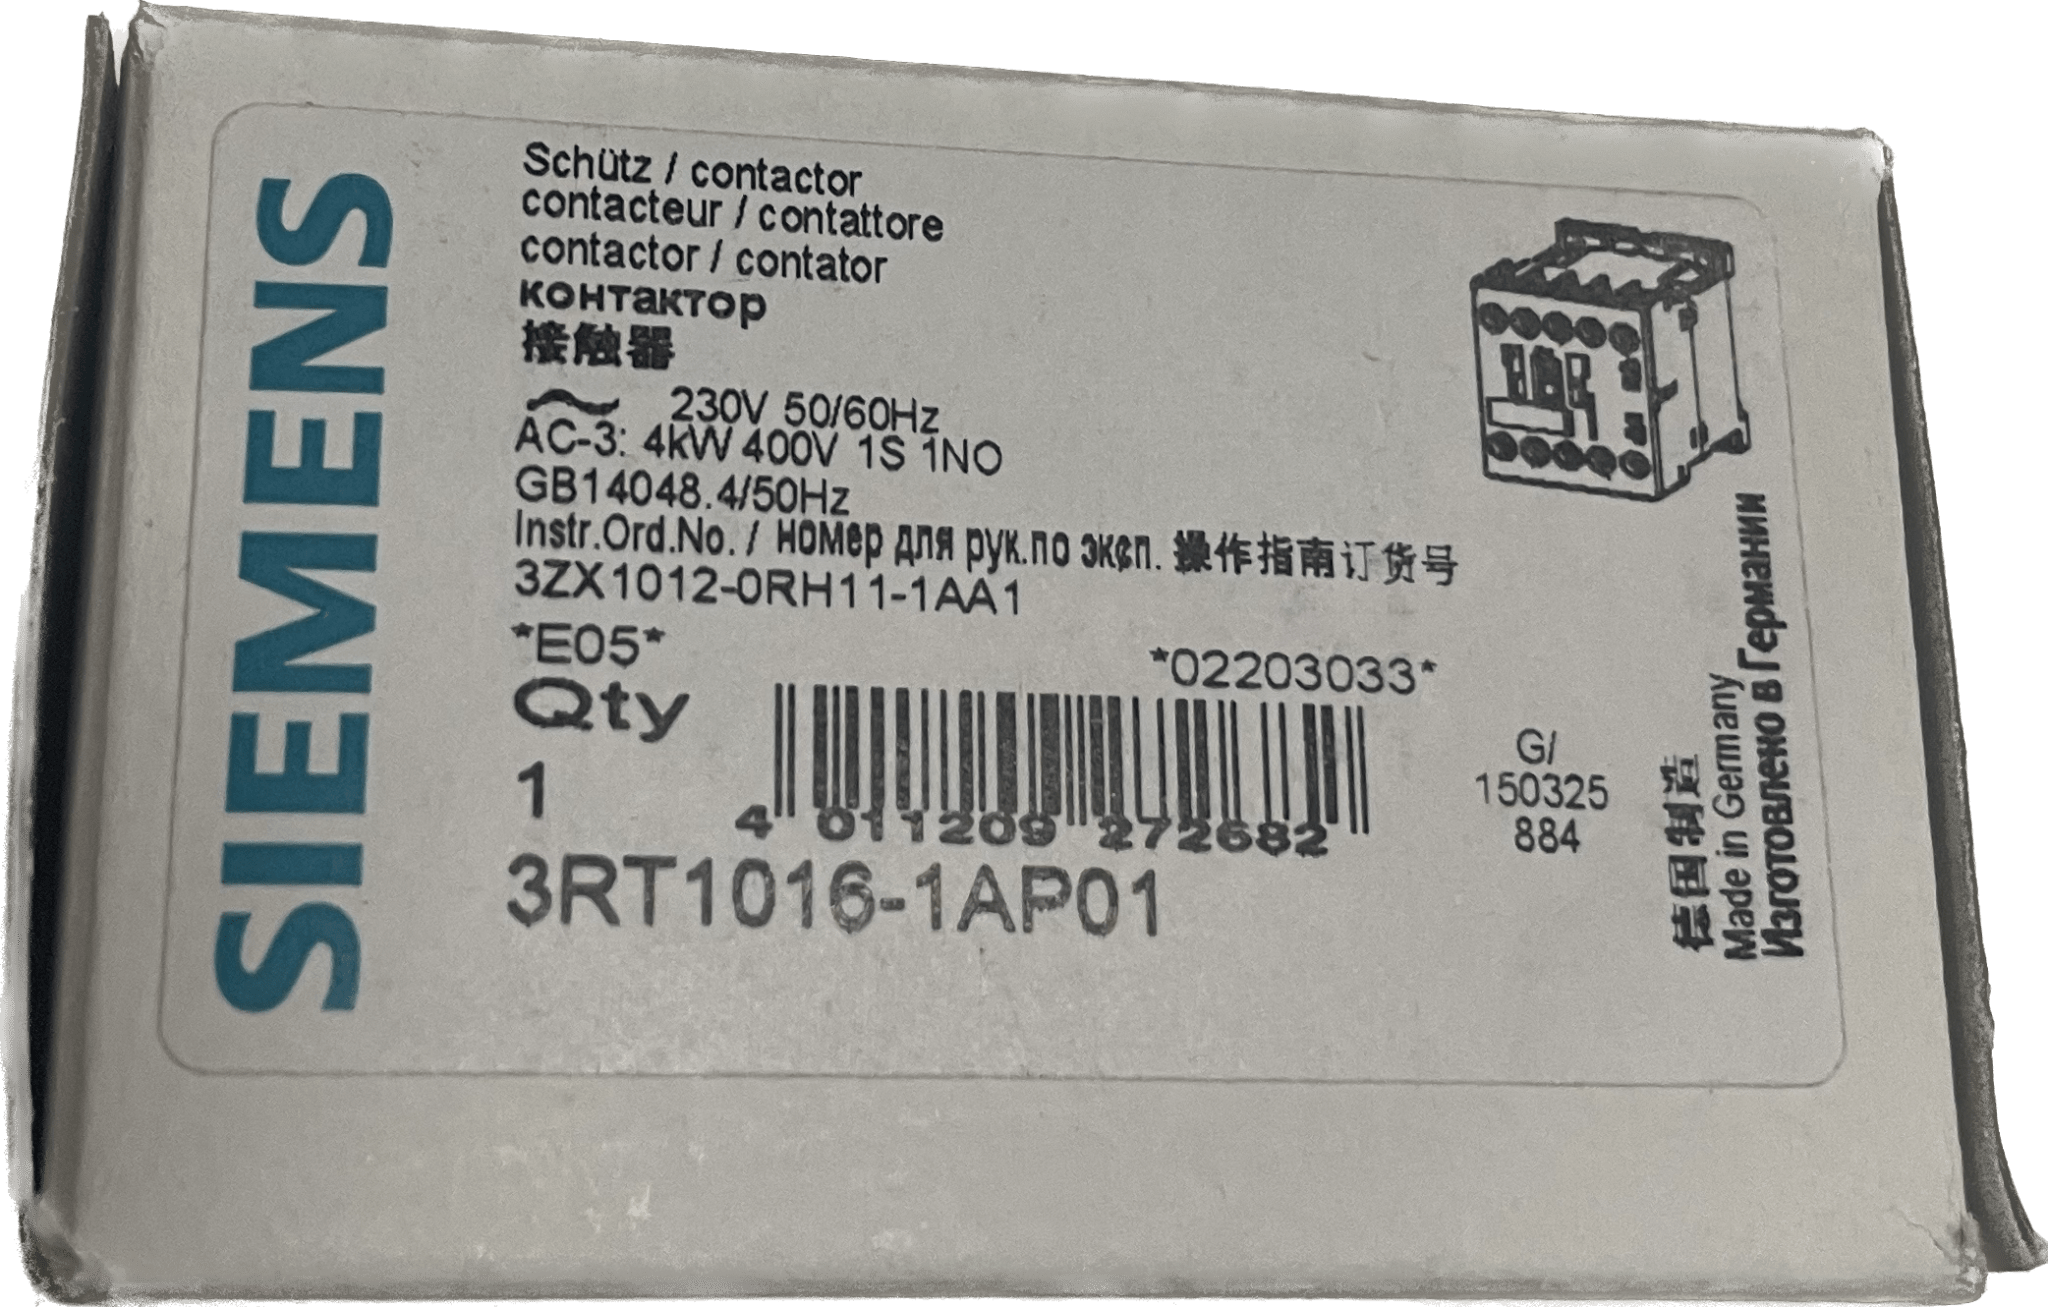 SIEMENS
Schütz / contactor
contacteur / contattore
contactor / contator
контактор
接触器
230V 50/60Hz
AC-3: 4kW 400V 1S 1NO
GB14048.4/50Hz
Instr.Ord.No. / номер для рук.по эксп. 操作指南订货号
3ZX1012-0RH11-1AA1
*E05*
*02203033*
Qty
1
4 011209 272682
3RT1016-1AP01
G/
150325
884
德国制造
Made in Germany
Изготовлено в Германии